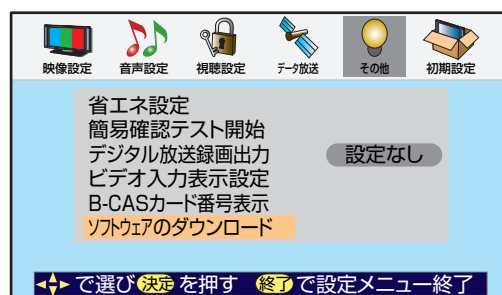 映像設定 音声設定 視聴設定 データ放送 その他 初期設定
省エネ設定
簡易確認テスト開始
デジタル放送録画出力 設定なし
ビデオ入力表示設定
B-CASカード番号表示
ソフトウェアのダウンロード
で選び 決定 を押す 終了 で設定メニュー終了